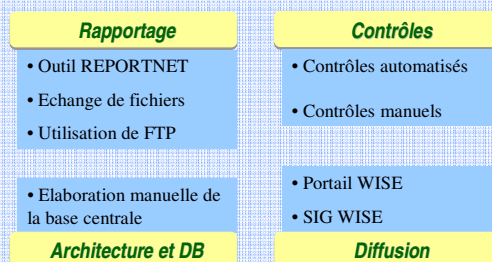 Rapportage
• Outil REPORTNET
• Echange de fichiers
• Utilisation de FTP
Contrôles
• Contrôles automatisés
• Contrôles manuels
• Elaboration manuelle de
la base centrale
Architecture et DB
• Portail WISE
• SIG WISE
Diffusion